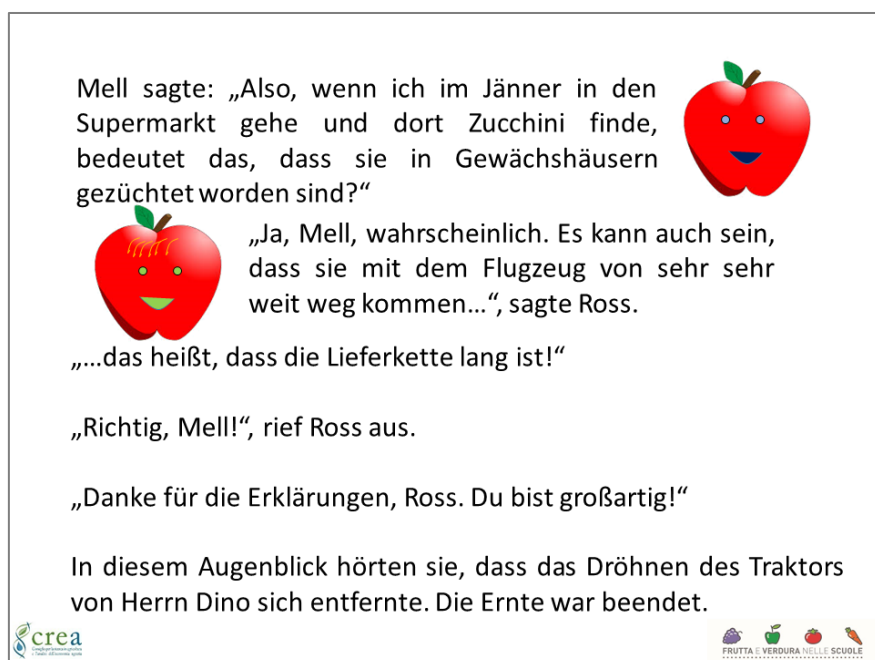 Mell sagte: „Also, wenn ich im Jänner in den
Supermarkt gehe und dort Zucchini finde,
bedeutet das, dass sie in Gewächshäusern
gezüchtet worden sind?“
„Ja, Mell, wahrscheinlich. Es kann auch sein,
dass sie mit dem Flugzeug von sehr sehr
weit weg kommen…“, sagte Ross.
„…das heißt, dass die Lieferkette lang ist!“
„Richtig, Mell!“, rief Ross aus.
„Danke für die Erklärungen, Ross. Du bist großartig!“
In diesem Augenblick hörten sie, dass das Dröhnen des Traktors
von Herrn Dino sich entfernte. Die Ernte war beendet.
crea
FRUTTA E VERDURA NELLE SCUOLE